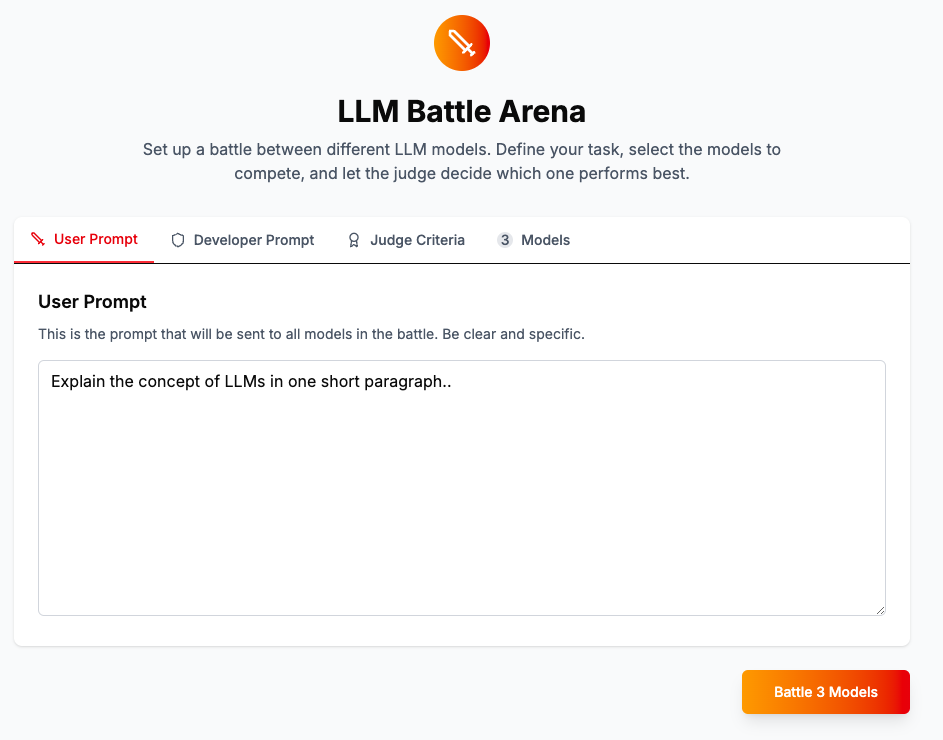 LLM Battle Arena
Set up a battle between different LLM models. Define your task, select the models to
compete, and let the judge decide which one performs best.
User Prompt
Developer Prompt
Judge Criteria
3 Models
User Prompt
This is the prompt that will be sent to all models in the battle. Be clear and specific.
Explain the concept of LLMs in one short paragraph..
Battle 3 Models